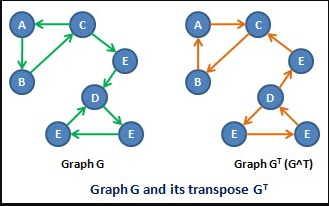 A C
E
B
D
E E
A C
E
B
D
E E
Graph G
Graph Gᵀ (G^T)
Graph G and its transpose Gᵀ